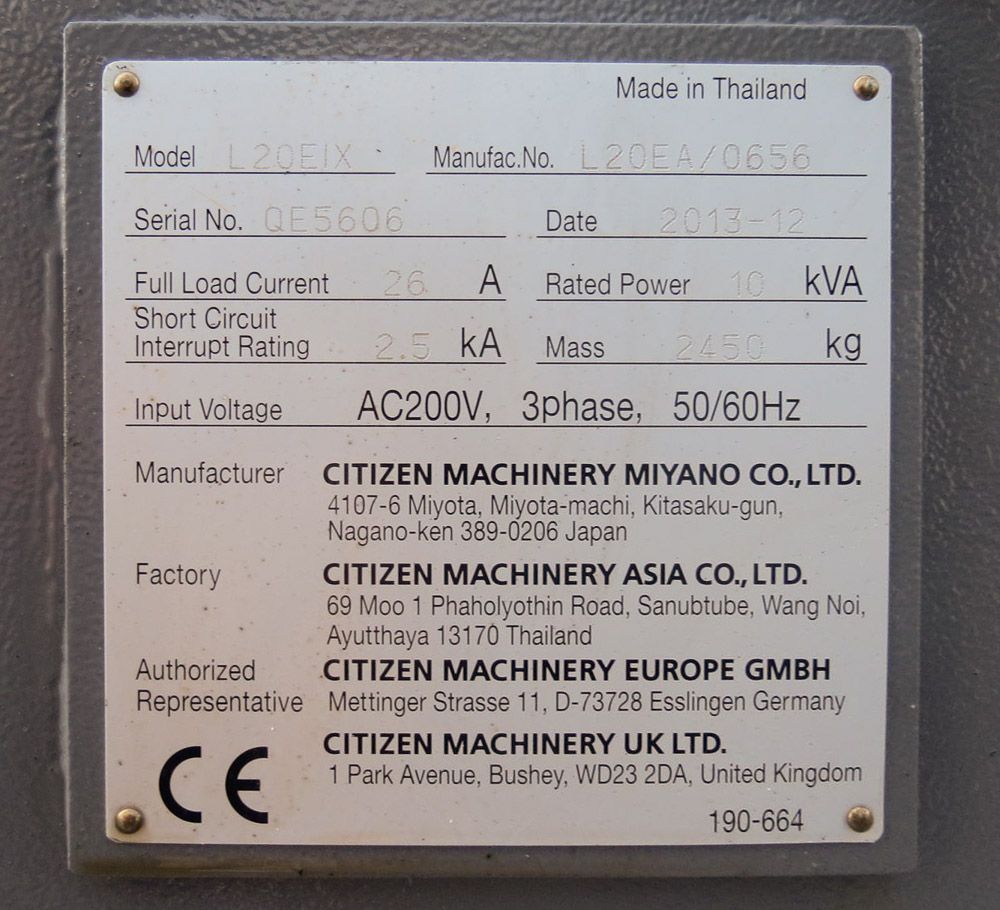 Made in Thailand
Model L20EIX Manufac.No. L20EA/0656
Serial No. QE5606 Date 2013-12
Full Load Current 26 A Rated Power 10 kVA
Short Circuit
Interrupt Rating 2.5 kA Mass 2450 kg
Input Voltage AC200V, 3phase, 50/60Hz
Manufacturer CITIZEN MACHINERY MIYANO CO., LTD.
4107-6 Miyota, Miyota-machi, Kitasaku-gun,
Nagano-ken 389-0206 Japan
Factory CITIZEN MACHINERY ASIA CO., LTD.
69 Moo 1 Phaholyothin Road, Sanubtube, Wang Noi,
Ayutthaya 13170 Thailand
Authorized CITIZEN MACHINERY EUROPE GMBH
Representative Mettinger Strasse 11, D-73728 Esslingen Germany
CITIZEN MACHINERY UK LTD.
1 Park Avenue, Bushey, WD23 2DA, United Kingdom
CE
190-664